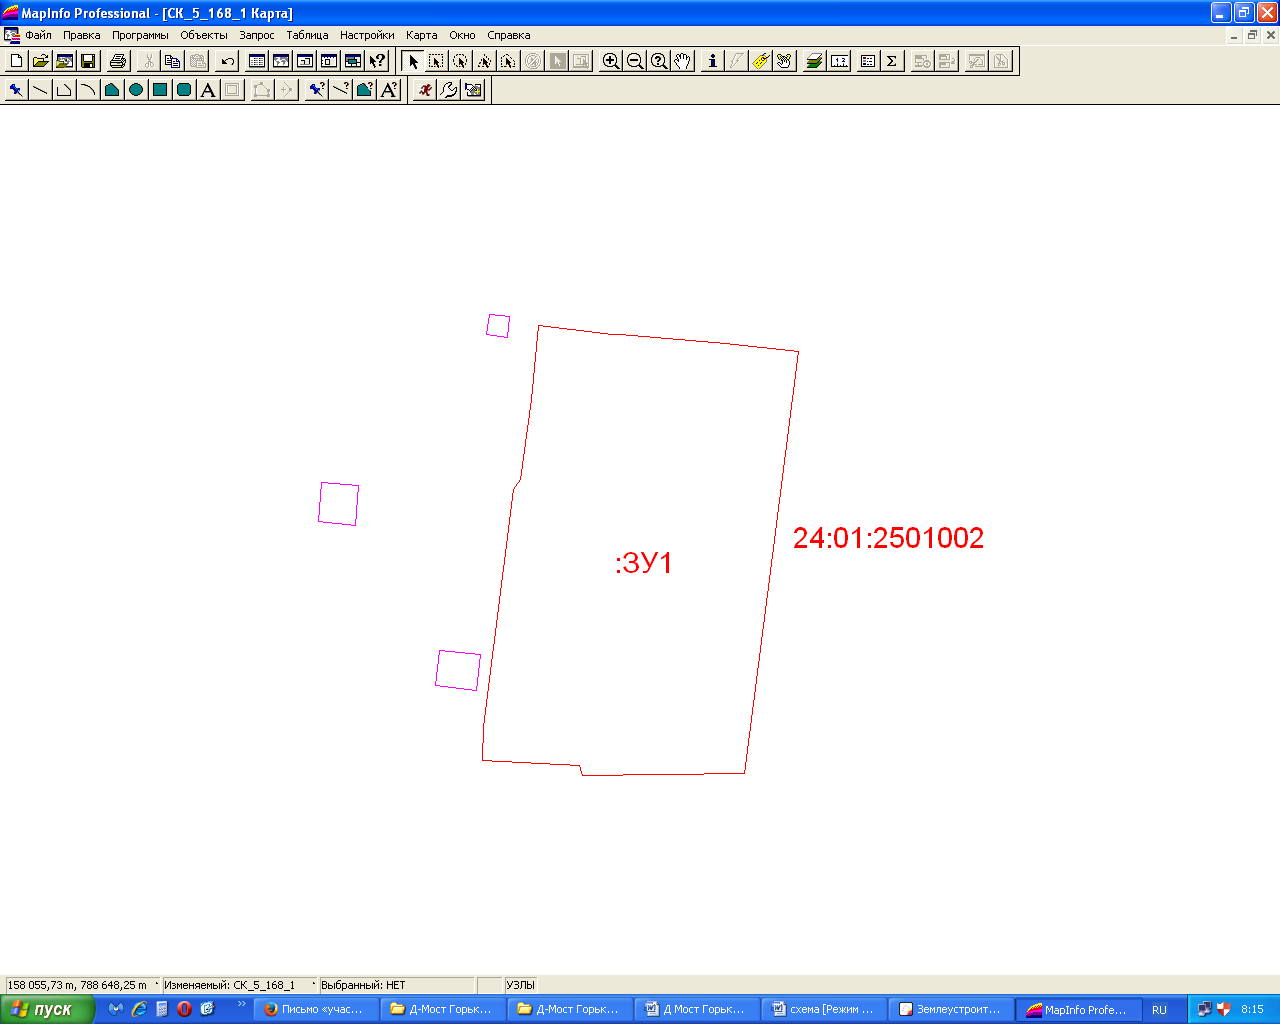 MapInfo Professional - [СК_5_168_1 Карта]
Файл Правка Программы Объекты Запрос Таблица Настройки Карта Окно Справка
:ЗУ1
24:01:2501002
158 055,73 m, 788 648,25 m Изменяемый: СК_5_168_1 Выбранный: НЕТ УЗЛЫ
пуск Письмо «учас... Д-Мост Горьк... Д-Мост Горьк... Д Мост Горьк... схема [Режим ... Землеустроит... MapInfo Profe... RU 8:15